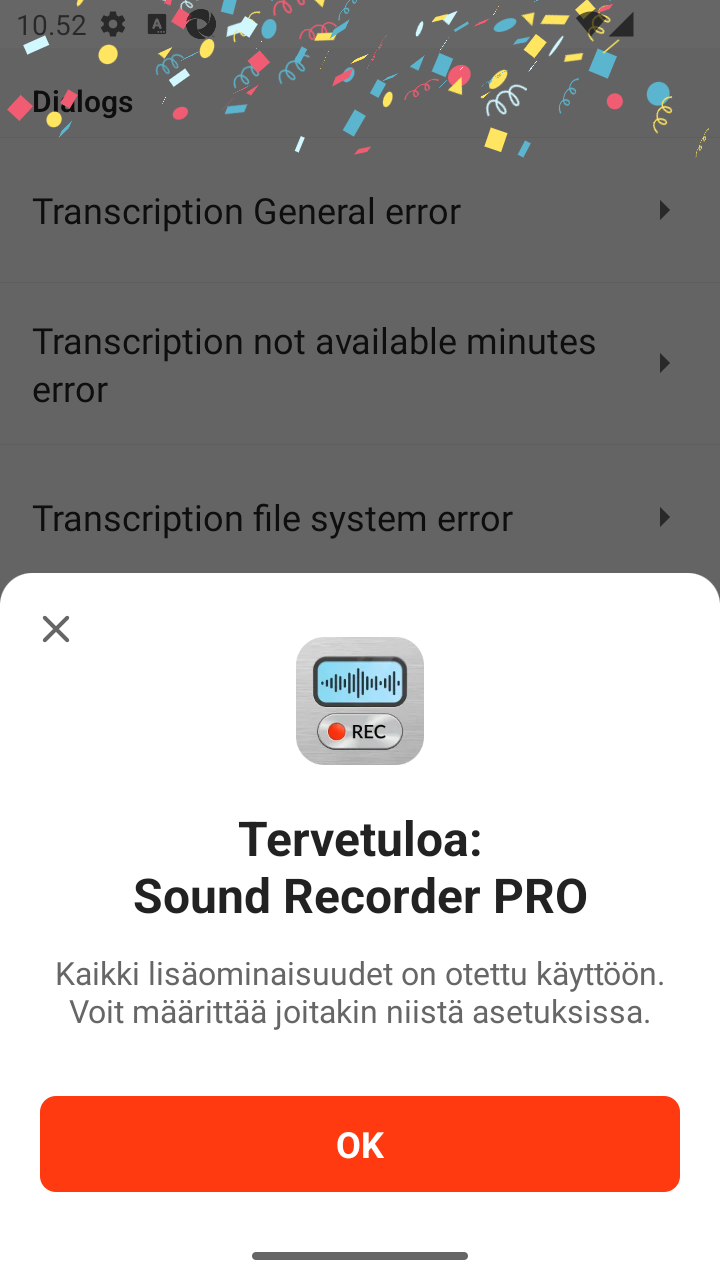 10.52
Dialogs
Transcription General error
Transcription not available minutes
error
Transcription file system error
REC
Tervetuloa:
Sound Recorder PRO
Kaikki lisäominaisuudet on otettu käyttöön.
Voit määrittää joitakin niistä asetuksissa.
OK